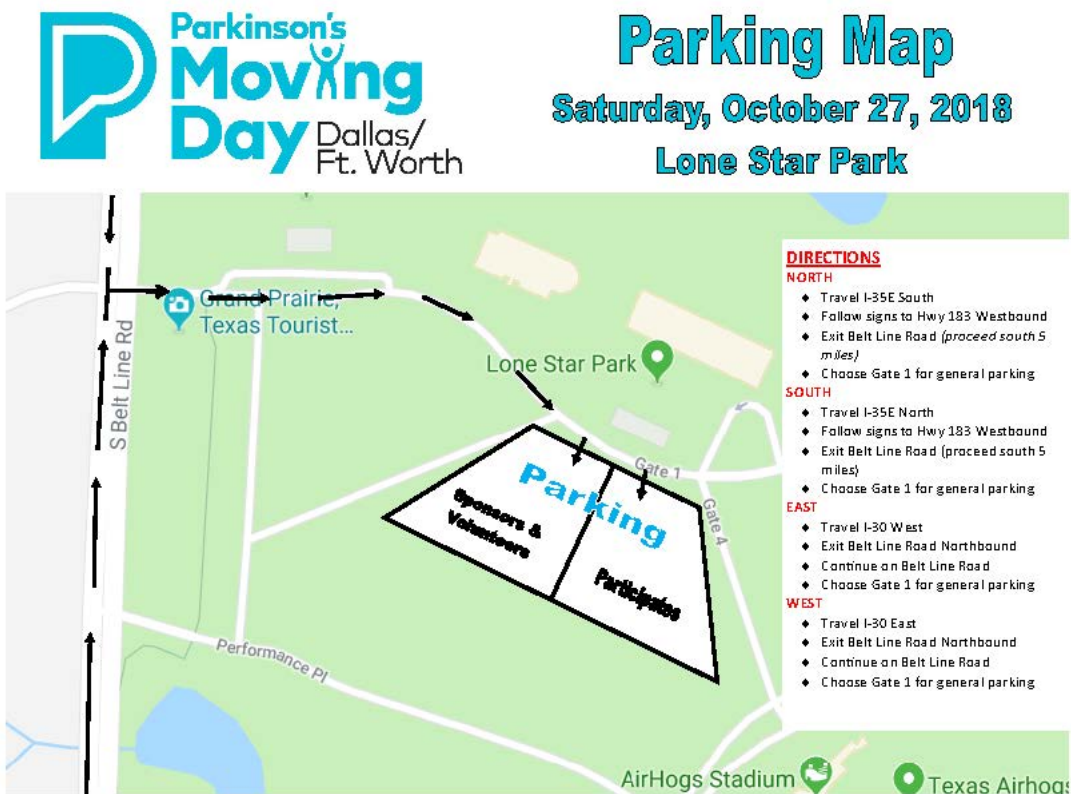 Parkinson's
Moving
Day Dallas/
Ft. Worth
Parking Map
Saturday, October 27, 2018
Lone Star Park
S Belt Line Rd
Grand Prairie,
Texas Tourist...
Lone Star Park
Gate 1
Gate 4
Parking
Sponsors &
Volunteers
Participates
Performance Pl
AirHogs Stadium
Texas Airhogs
DIRECTIONS
NORTH
♦ Travel I-35E South
♦ Follow signs to Hwy 183 Westbound
♦ Exit Belt Line Road (proceed south 5
miles)
♦ Choose Gate 1 for general parking
SOUTH
♦ Travel I-35E North
♦ Follow signs to Hwy 183 Westbound
♦ Exit Belt Line Road (proceed south 5
miles)
♦ Choose Gate 1 for general parking
EAST
♦ Travel I-30 West
♦ Exit Belt Line Road Northbound
♦ Continue on Belt Line Road
♦ Choose Gate 1 for general parking
WEST
♦ Travel I-30 East
♦ Exit Belt Line Road Northbound
♦ Continue on Belt Line Road
♦ Choose Gate 1 for general parking